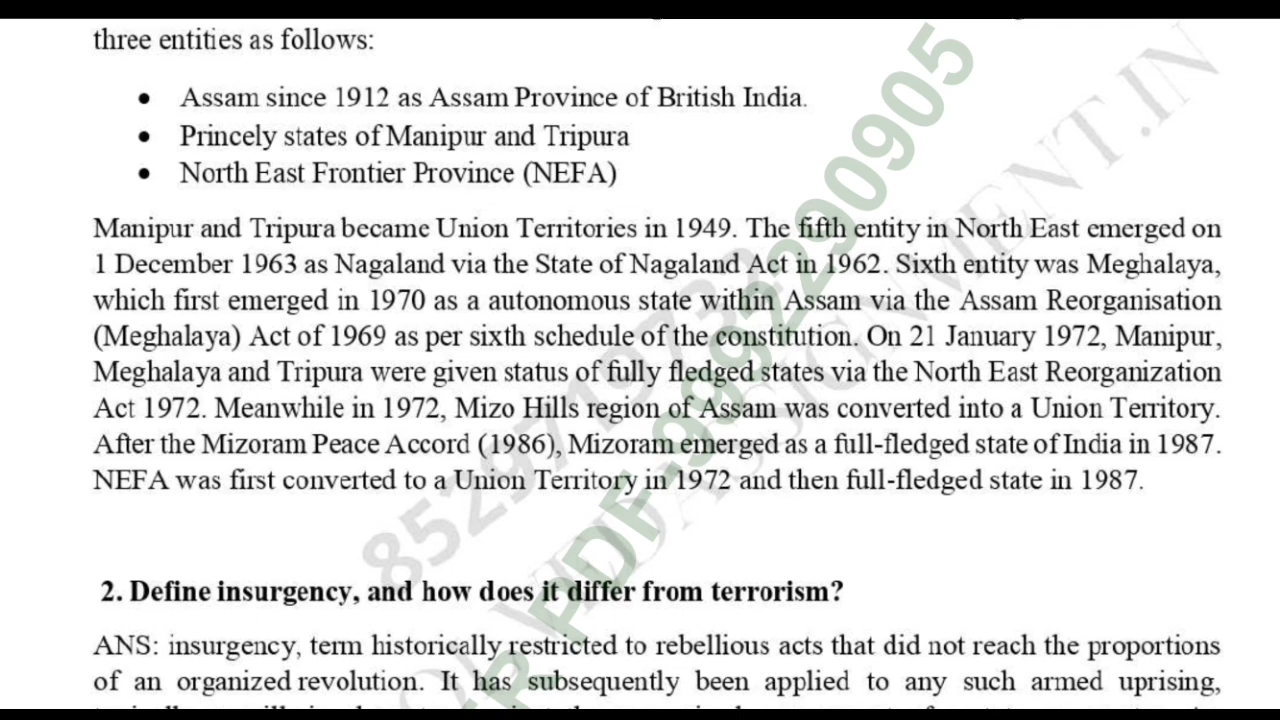 three entities as follows:
• Assam since 1912 as Assam Province of British India.
• Princely states of Manipur and Tripura
• North East Frontier Province (NEFA)
Manipur and Tripura became Union Territories in 1949. The fifth entity in North East emerged on
1 December 1963 as Nagaland via the State of Nagaland Act in 1962. Sixth entity was Meghalaya,
which first emerged in 1970 as a autonomous state within Assam via the Assam Reorganisation
(Meghalaya) Act of 1969 as per sixth schedule of the constitution. On 21 January 1972, Manipur,
Meghalaya and Tripura were given status of fully fledged states via the North East Reorganization
Act 1972. Meanwhile in 1972, Mizo Hills region of Assam was converted into a Union Territory.
After the Mizoram Peace Accord (1986), Mizoram emerged as a full-fledged state of India in 1987.
NEFA was first converted to a Union Territory in 1972 and then full-fledged state in 1987.
2. Define insurgency, and how does it differ from terrorism?
ANS: insurgency, term historically restricted to rebellious acts that did not reach the proportions
of an organized revolution. It has subsequently been applied to any such armed uprising,